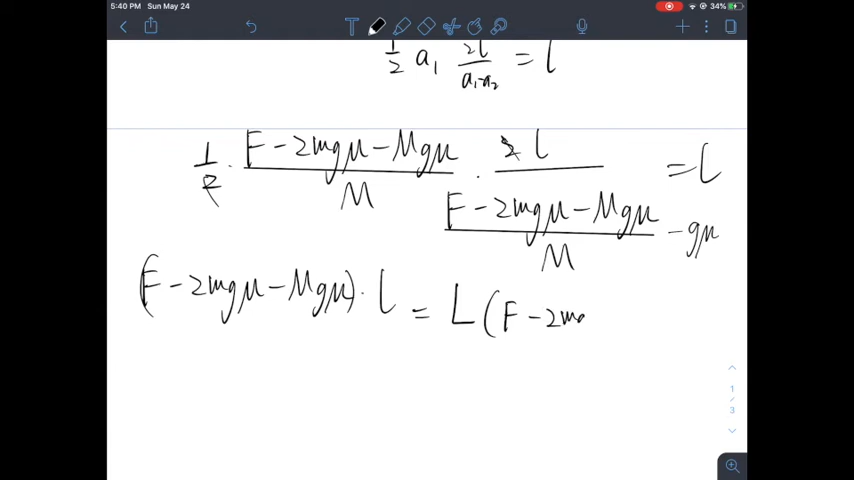 5:40 PM Sun May 24 34%
1/2 a₁ 2l/(a₁-a₂) = l
1/2 · (F - 2mgμ - Mgμ)/M · 2l/((F - 2mgμ - Mgμ)/M - gμ) = l
(F - 2mgμ - Mgμ) · l = L(F - 2mg
1
/
3